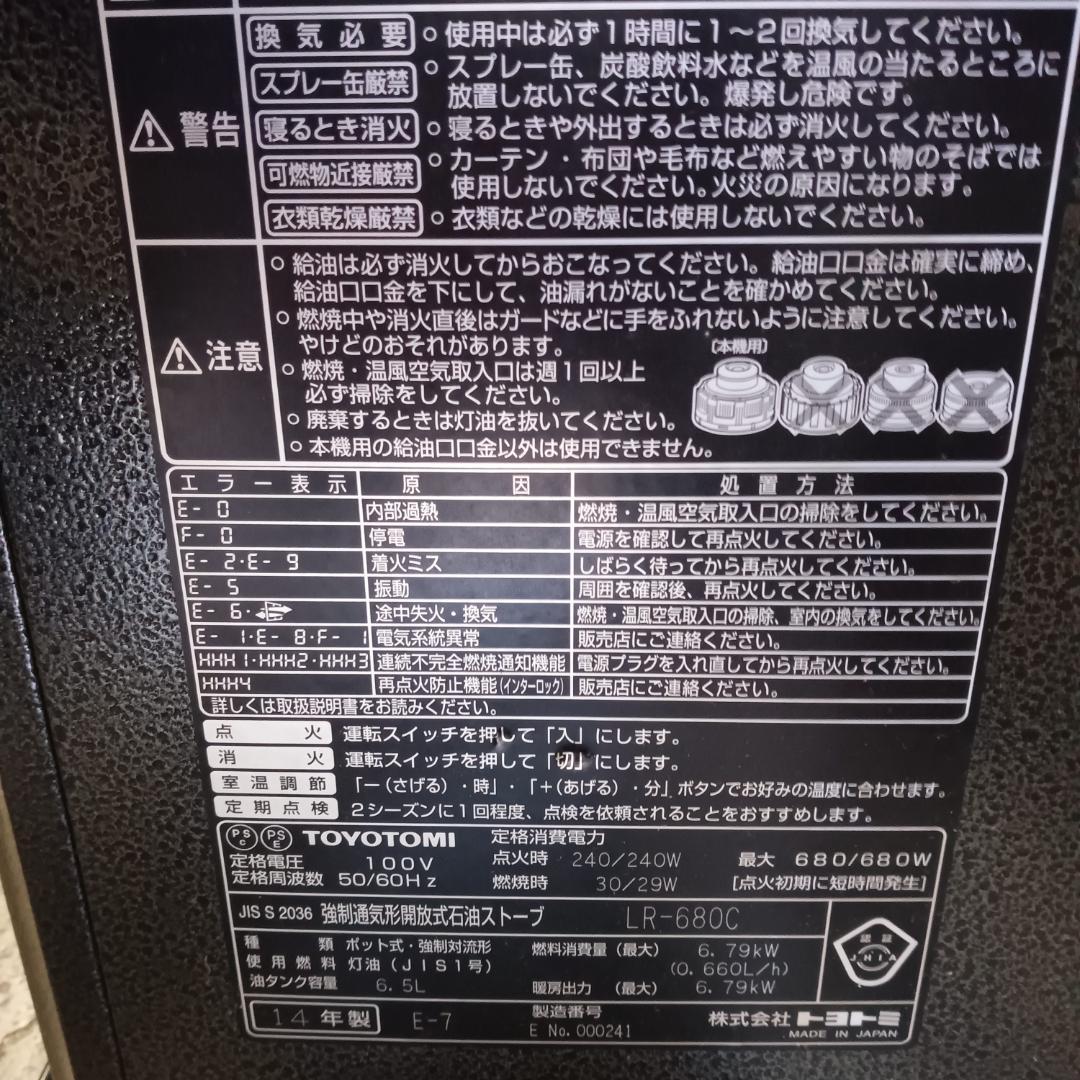 警告
換気必要 ○使用中は必ず1時間に1〜2回換気してください。
スプレー缶厳禁 ○スプレー缶、炭酸飲料水などを温風の当たるところに
放置しないでください。爆発し危険です。
寝るとき消火 ○寝るときや外出するときは必ず消火してください。
可燃物近接厳禁 ○カーテン・布団や毛布など燃えやすい物のそばでは
使用しないでください。火災の原因になります。
衣類乾燥厳禁 ○衣類などの乾燥には使用しないでください。
注意
○給油は必ず消火してからおこなってください。給油口口金は確実に締め、
給油口口金を下にして、油漏れがないことを確かめてください。
○燃焼中や消火直後はガードなどに手をふれないように注意してください。
やけどのおそれがあります。
〔本機用〕
○燃焼・温風空気取入口は週1回以上
必ず掃除をしてください。
○廃棄するときは灯油を抜いてください。
○本機用の給油口口金以外は使用できません。
エラー表示 原因 処置方法
E-0 内部過熱 燃焼・温風空気取入口の掃除をしてください。
F-0 停電 電源を確認して再点火してください。
E-2・E-9 着火ミス しばらく待ってから再点火してください。
E-5 振動 周囲を確認後、再点火してください。
E-6・ 途中失火・換気 燃焼・温風空気取入口の掃除、室内の換気をしてください。
E-1・E-8・F-1 電気系統異常 販売店にご連絡ください。
HHH1・HHH2・HHH3 連続不完全燃焼通知機能 電源プラグを入れ直してから再点火してください。
HHH4 再点火防止機能(インターロック) 販売店にご連絡ください。
詳しくは取扱説明書をお読みください。
点火 運転スイッチを押して「入」にします。
消火 運転スイッチを押して「切」にします。
室温調節 「−(さげる)・時」・「+(あげる)・分」ボタンでお好みの温度に合わせます。
定期点検 2シーズンに1回程度、点検を依頼されることをおすすめします。
PSC PSE TOYOTOMI 定格消費電力
定格電圧 100V 点火時 240/240W 最大 680/680W
定格周波数 50/60Hz 燃焼時 30/29W [点火初期に短時間発生]
JIS S 2036 強制通気形開放式石油ストーブ LR-680C
種類 ポット式・強制対流形 燃料消費量(最大) 6.79kW
使用燃料 灯油(JIS1号) (0.660L/h)
油タンク容量 6.5L 暖房出力(最大) 6.79kW
認証
JHIA
14年製 E-7 製造番号
E No.000241
株式会社トヨトミ
MADE IN JAPAN